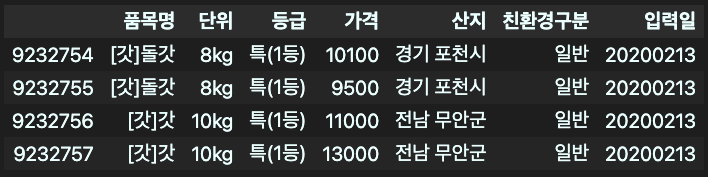 품목명 단위 등급 가격 산지 친환경구분 입력일
9232754 [갓]돌갓 8kg 특(1등) 10100 경기 포천시 일반 20200213
9232755 [갓]돌갓 8kg 특(1등) 9500 경기 포천시 일반 20200213
9232756 [갓]갓 10kg 특(1등) 11000 전남 무안군 일반 20200213
9232757 [갓]갓 10kg 특(1등) 13000 전남 무안군 일반 20200213